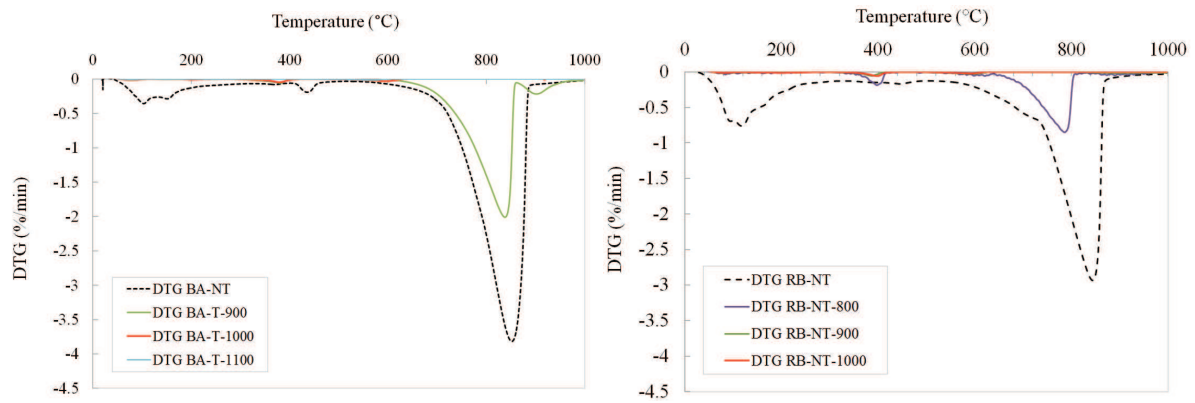 Temperature (°C)
0 200 400 600 800 1000
0
-0.5
-1
-1.5
-2
-2.5
-3
-3.5
-4
-4.5
DTG (%/min)
DTG BA-NT
DTG BA-T-900
DTG BA-T-1000
DTG BA-T-1100
Temperature (°C)
0 200 400 600 800 1000
0
-0.5
-1
-1.5
-2
-2.5
-3
-3.5
-4
-4.5
DTG (%/min)
DTG RB-NT
DTG RB-NT-800
DTG RB-NT-900
DTG RB-NT-1000